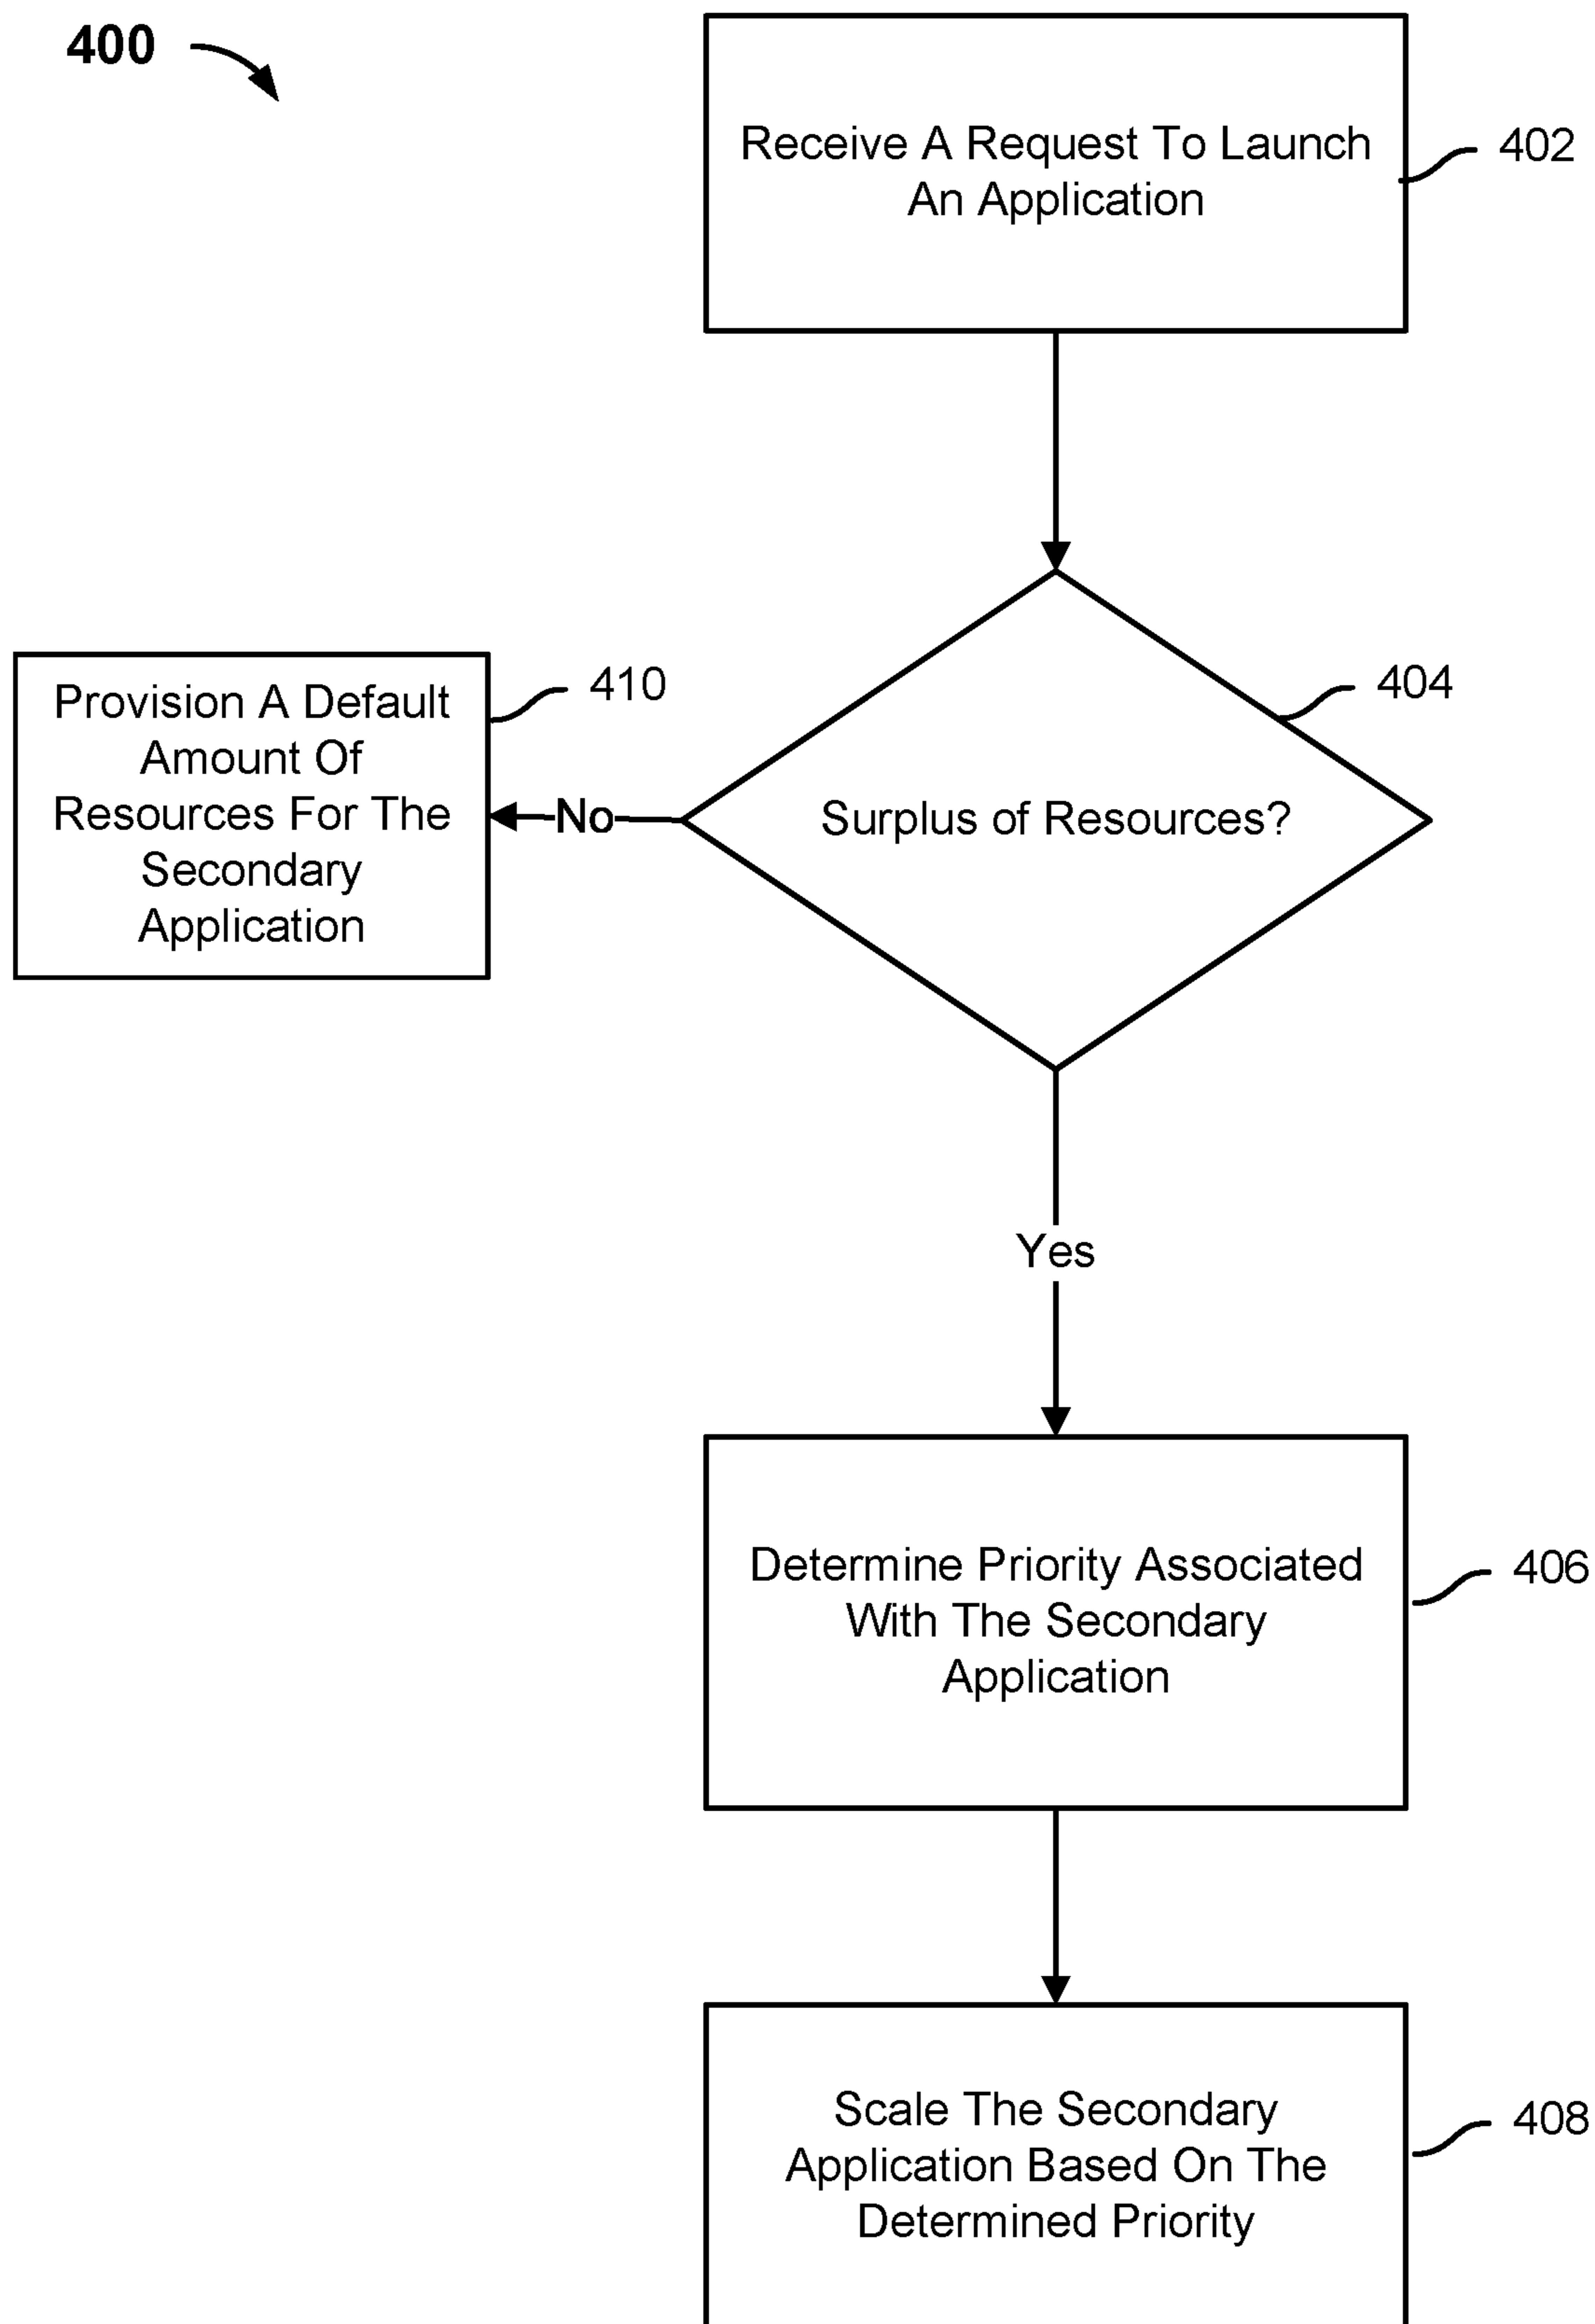 400
Receive A Request To Launch
An Application
402
404
Surplus of Resources?
No
410
Provision A Default
Amount Of
Resources For The
Secondary
Application
Yes
Determine Priority Associated
With The Secondary
Application
406
Scale The Secondary
Application Based On The
Determined Priority
408